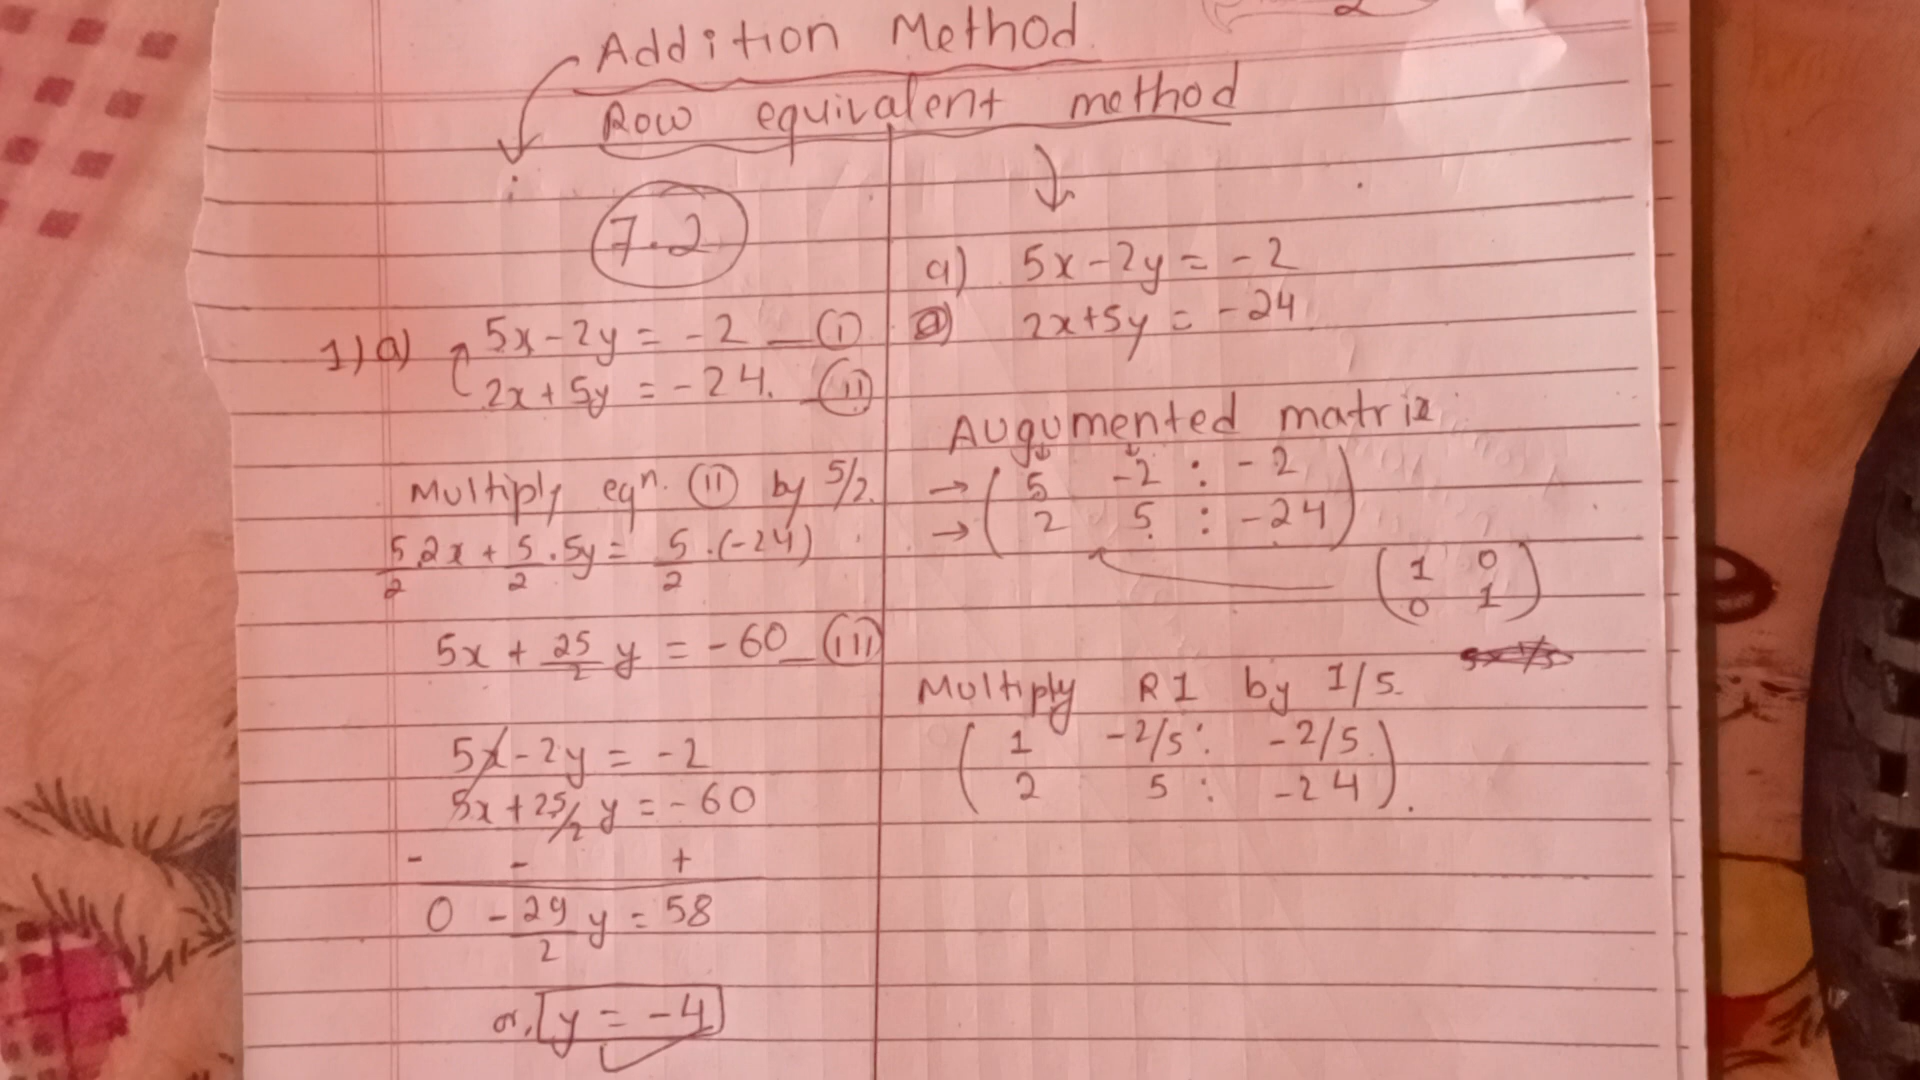 Addition Method.
Row equivalent method
7.2
1) a) 5x - 2y = -2 — (i)
2x + 5y = -24. — (ii)
Multiply eqn. (ii) by 5/2.
5/2 2x + 5/2 . 5y = 5/2 . (-24)
5x + 25/2 y = -60 — (iii)
5x - 2y = -2
5x + 25/2 y = -60
- - +
0 - 29/2 y = 58
or, y = -4
a) 5x - 2y = -2
2x + 5y = -24
Augumented matrix
→ ( 5 -2 : -2
→ 2 5 : -24 )
( 1 0
0 1 )
Multiply R1 by 1/5.
( 1 -2/5 : -2/5
2 5 : -24 ).